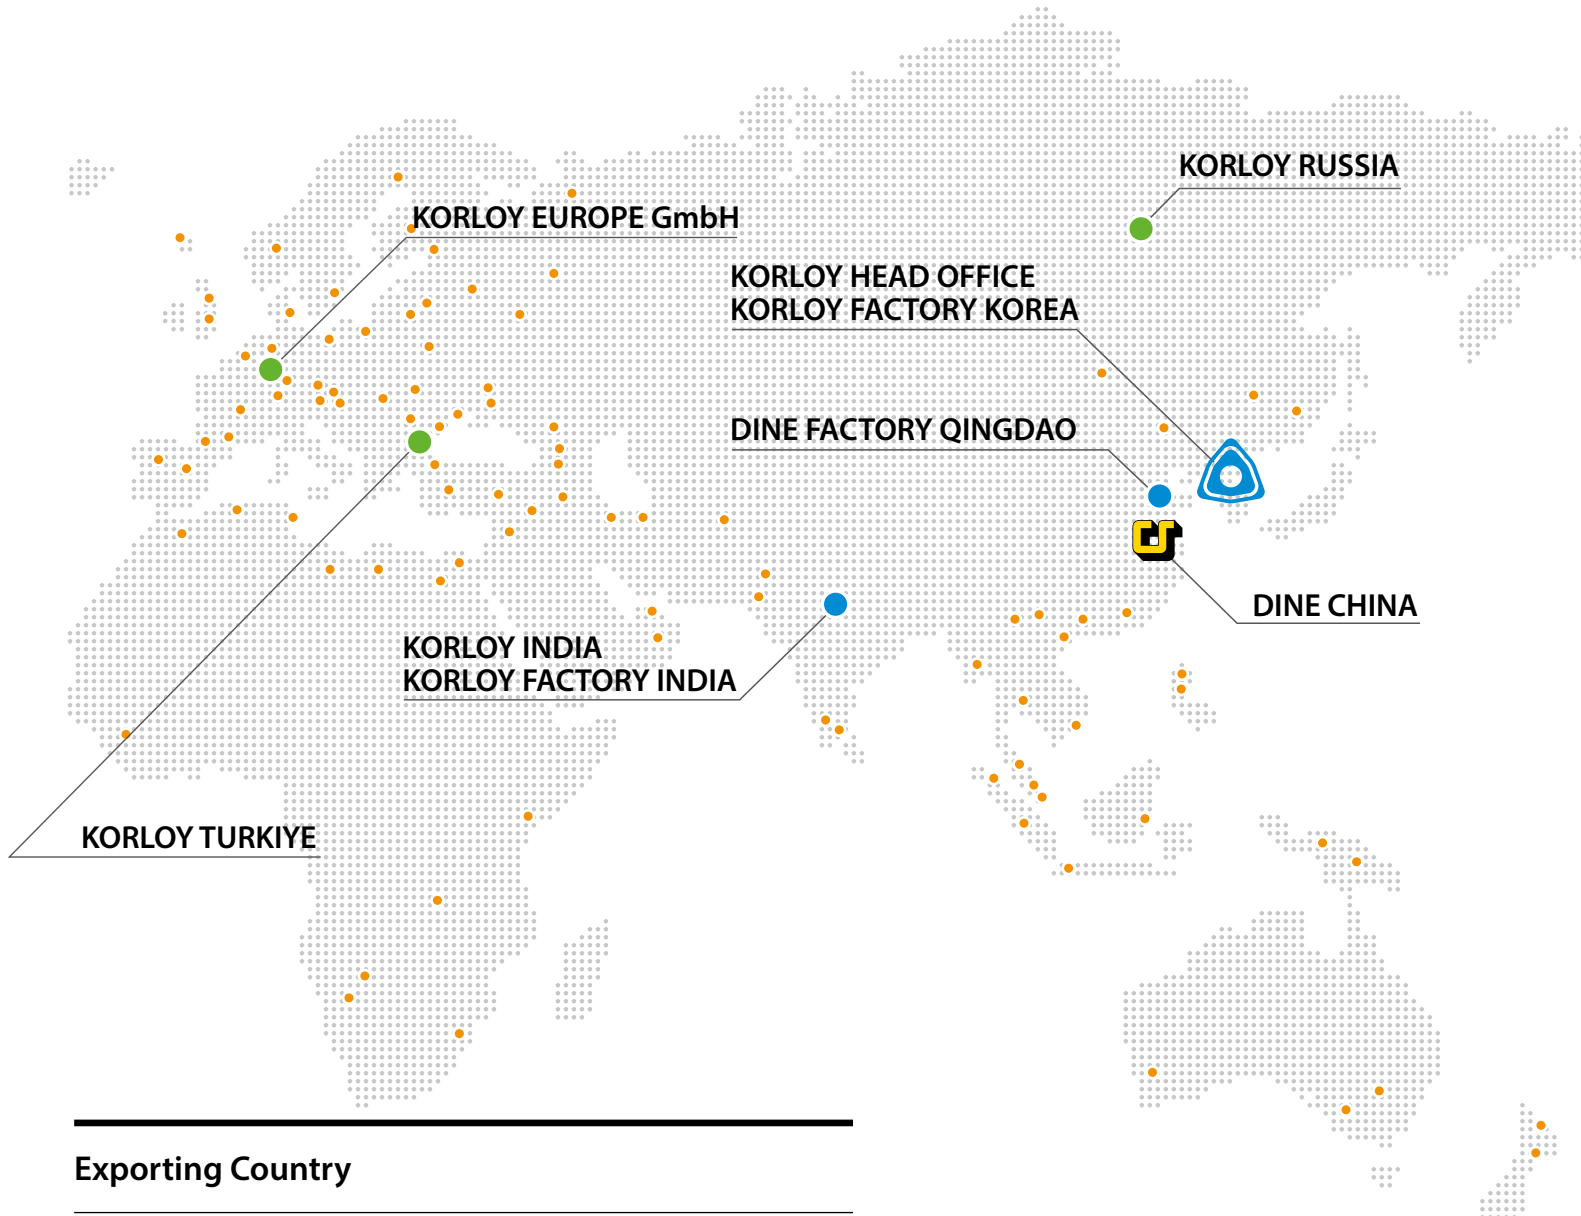 KORLOY RUSSIA
KORLOY EUROPE GmbH
KORLOY HEAD OFFICE
KORLOY FACTORY KOREA
DINE FACTORY QINGDAO
DINE CHINA
KORLOY INDIA
KORLOY FACTORY INDIA
KORLOY TURKIYE
Exporting Country